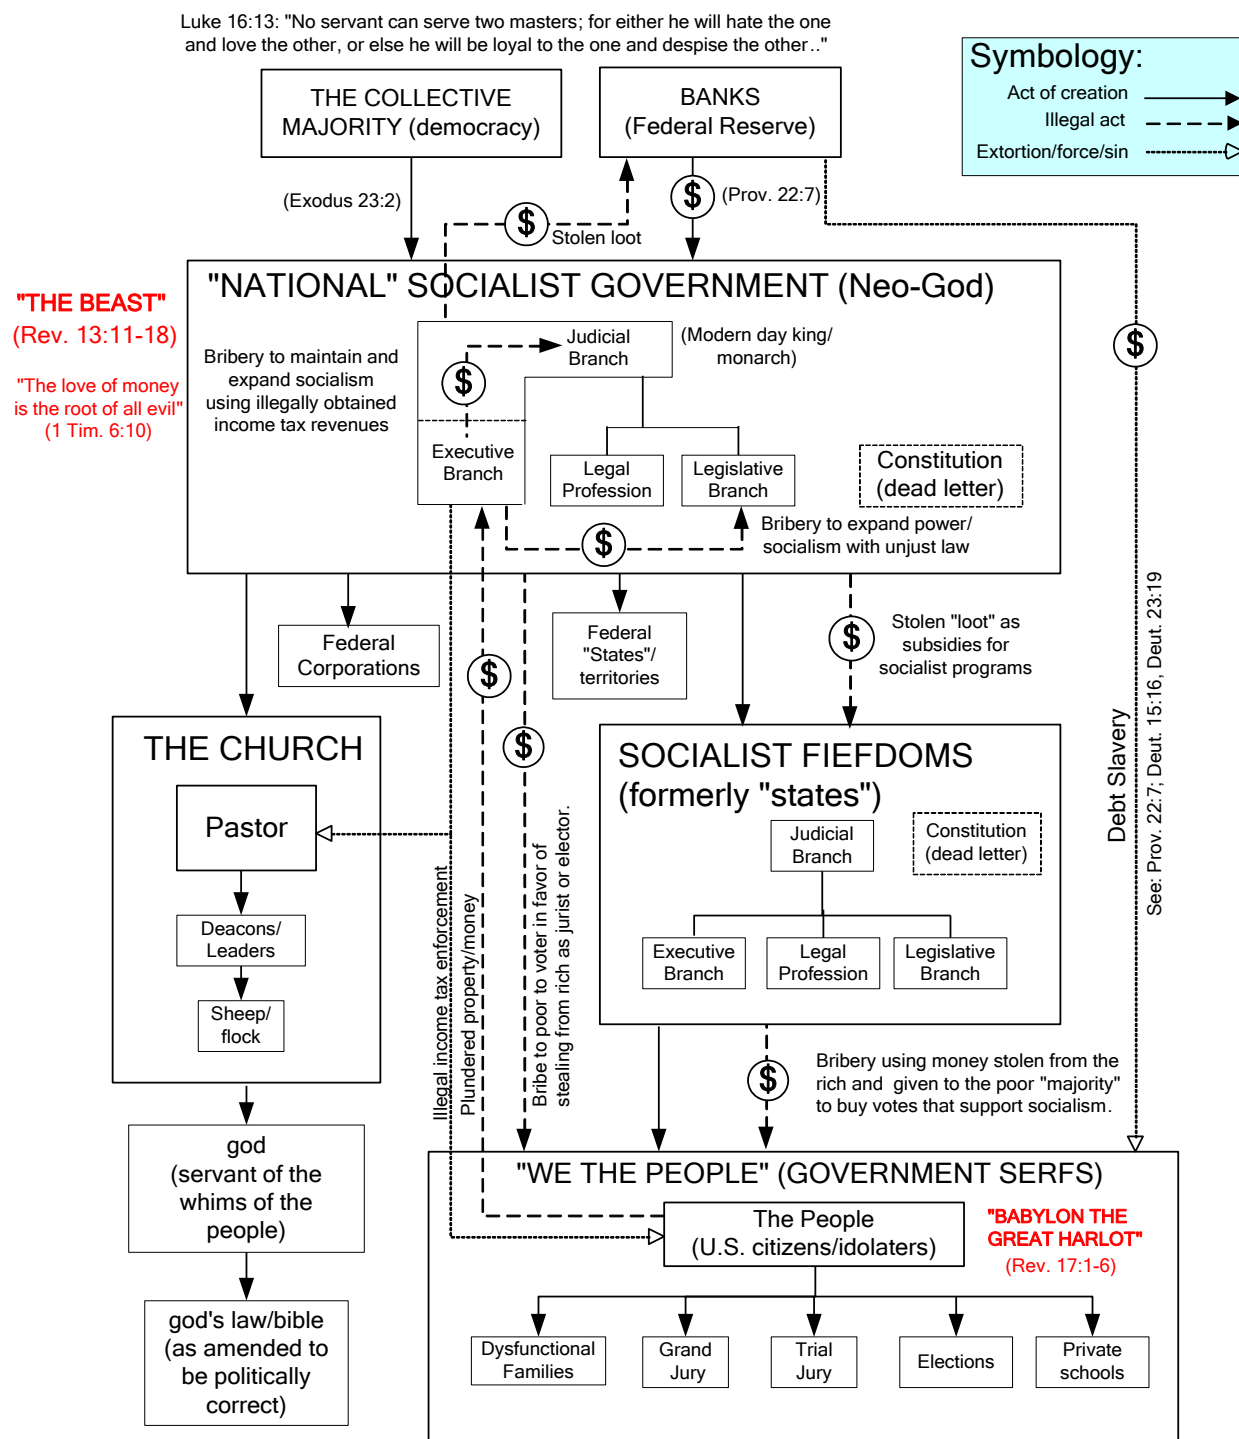 Luke 16:13: "No servant can serve two masters; for either he will hate the one
and love the other, or else he will be loyal to the one and despise the other.."
Symbology:
Act of creation
Illegal act
Extortion/force/sin
THE COLLECTIVE
MAJORITY (democracy)
BANKS
(Federal Reserve)
(Exodus 23:2)
$
Stolen loot
$
(Prov. 22:7)
"NATIONAL" SOCIALIST GOVERNMENT (Neo-God)
"THE BEAST"
(Rev. 13:11-18)
"The love of money
is the root of all evil"
(1 Tim. 6:10)
Bribery to maintain and
expand socialism
using illegally obtained
income tax revenues
Judicial
Branch
(Modern day king/
monarch)
$
$
Executive
Branch
Legal
Profession
Legislative
Branch
Constitution
(dead letter)
$
Bribery to expand power/
socialism with unjust law
Federal
Corporations
Federal
"States"/
territories
$
Stolen "loot" as
subsidies for
socialist programs
$
$
Debt Slavery
See: Prov. 22:7; Deut. 15:16, Deut. 23:19
THE CHURCH
Pastor
Deacons/
Leaders
Sheep/
flock
Illegal income tax enforcement
Plundered property/money
Bribe to poor to voter in favor of
stealing from rich as jurist or elector.
SOCIALIST FIEFDOMS
(formerly "states")
Judicial
Branch
Constitution
(dead letter)
Executive
Branch
Legal
Profession
Legislative
Branch
$
Bribery using money stolen from the
rich and given to the poor "majority"
to buy votes that support socialism.
god
(servant of the
whims of the
people)
god's law/bible
(as amended to
be politically
correct)
"WE THE PEOPLE" (GOVERNMENT SERFS)
The People
(U.S. citizens/idolaters)
"BABYLON THE
GREAT HARLOT"
(Rev. 17:1-6)
Dysfunctional
Families
Grand
Jury
Trial
Jury
Elections
Private
schools